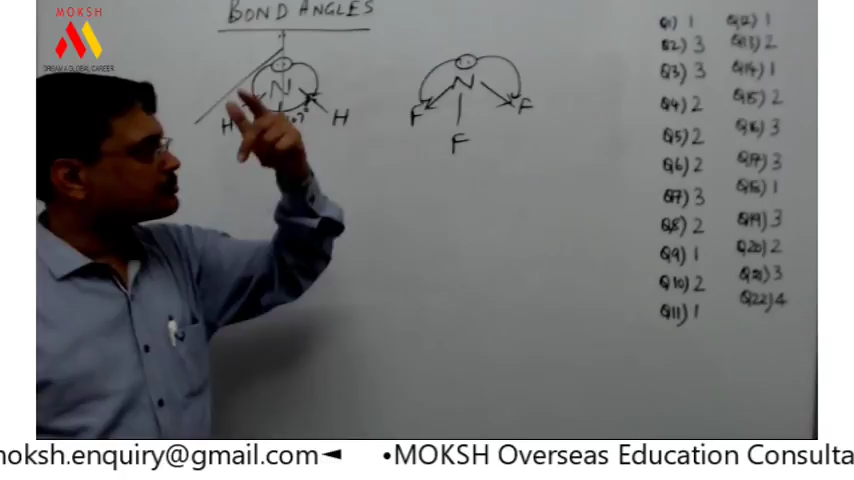 MOKSH
DREAM A GLOBAL CAREER
BOND ANGLES
N
H
H
107°
N
F
F
F
Q1) 1
Q2) 3
Q3) 3
Q4) 2
Q5) 2
Q6) 2
Q7) 3
Q8) 2
Q9) 1
Q10) 2
Q11) 1
Q12) 1
Q13) 2
Q14) 1
Q15) 2
Q16) 3
Q17) 3
Q18) 1
Q19) 3
Q20) 2
Q21) 3
Q22) 4
moksh.enquiry@gmail.com◄ •MOKSH Overseas Education Consulta